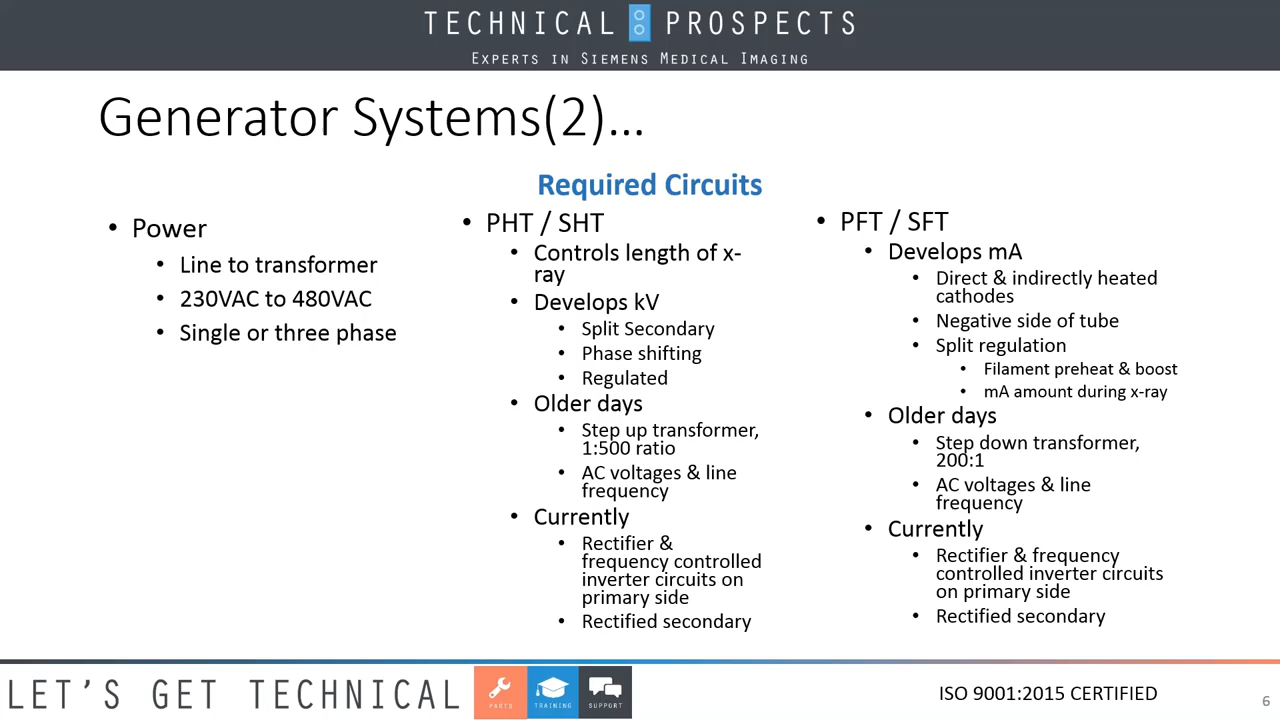 TECHNICAL PROSPECTS
EXPERTS IN SIEMENS MEDICAL IMAGING
Generator Systems(2)...
Required Circuits
• Power
• Line to transformer
• 230VAC to 480VAC
• Single or three phase
• PHT / SHT
• Controls length of x-
ray
• Develops kV
• Split Secondary
• Phase shifting
• Regulated
• Older days
• Step up transformer,
1:500 ratio
• AC voltages & line
frequency
• Currently
• Rectifier &
frequency controlled
inverter circuits on
primary side
• Rectified secondary
• PFT / SFT
• Develops mA
• Direct & indirectly heated
cathodes
• Negative side of tube
• Split regulation
• Filament preheat & boost
• mA amount during x-ray
• Older days
• Step down transformer,
200:1
• AC voltages & line
frequency
• Currently
• Rectifier & frequency
controlled inverter circuits
on primary side
• Rectified secondary
LET'S GET TECHNICAL
PARTS
TRAINING
SUPPORT
ISO 9001:2015 CERTIFIED
6